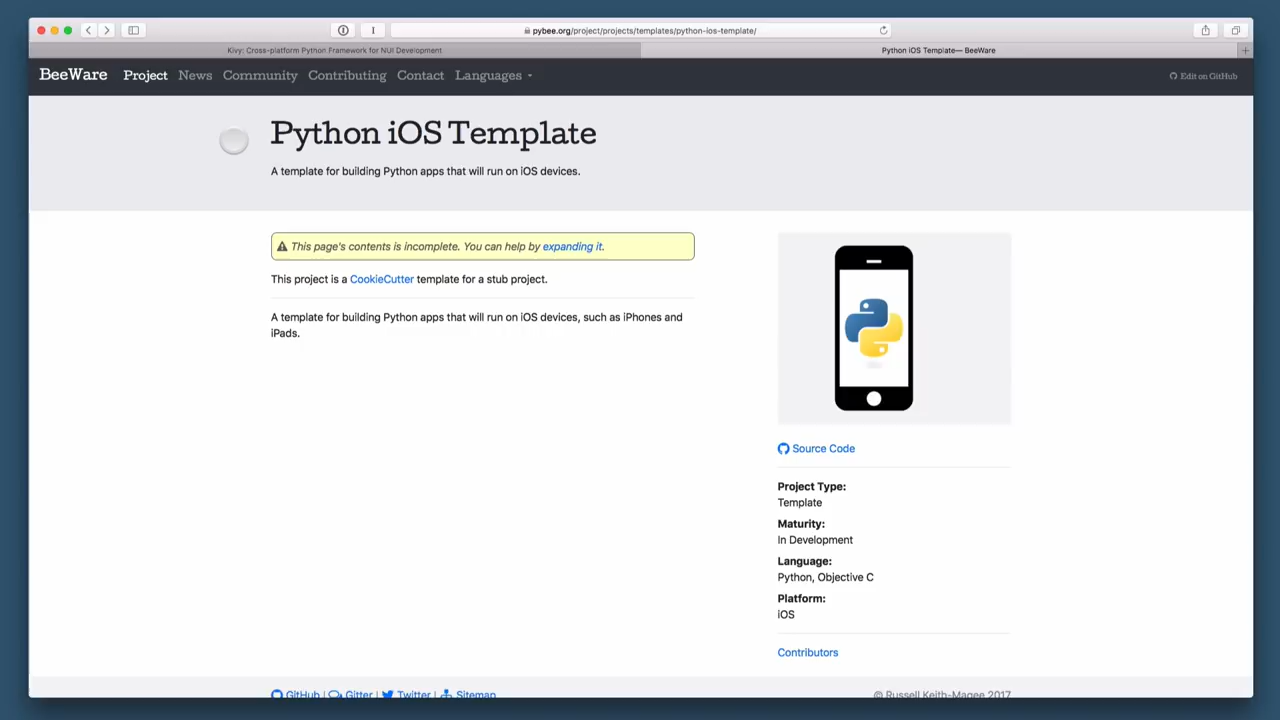 pybee.org/project/projects/templates/python-ios-template/
Kivy: Cross-platform Python Framework for NUI Development
Python iOS Template— BeeWare
BeeWare Project News Community Contributing Contact Languages
Edit on GitHub
Python iOS Template
A template for building Python apps that will run on iOS devices.
This page's contents is incomplete. You can help by expanding it.
This project is a CookieCutter template for a stub project.
A template for building Python apps that will run on iOS devices, such as iPhones and
iPads.
Source Code
Project Type:
Template
Maturity:
In Development
Language:
Python, Objective C
Platform:
iOS
Contributors
GitHub | Gitter | Twitter | Sitemap
© Russell Keith-Magee 2017